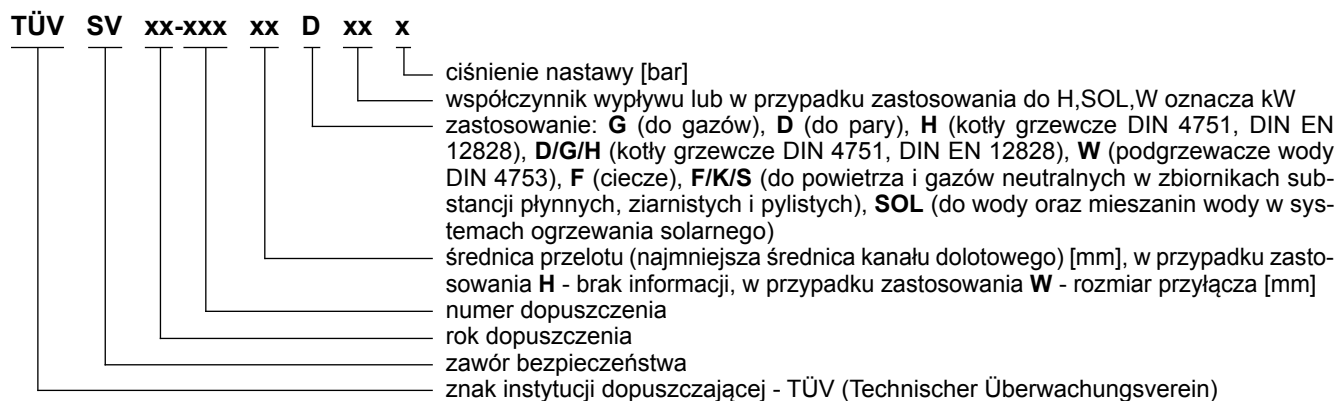 TÜV SV xx-xxx xx D xx x
ciśnienie nastawy [bar]
współczynnik wypływu lub w przypadku zastosowania do H,SOL,W oznacza kW
zastosowanie: G (do gazów), D (do pary), H (kotły grzewcze DIN 4751, DIN EN
12828), D/G/H (kotły grzewcze DIN 4751, DIN EN 12828), W (podgrzewacze wody
DIN 4753), F (ciecze), F/K/S (do powietrza i gazów neutralnych w zbiornikach sub-
stancji płynnych, ziarnistych i pylistych), SOL (do wody oraz mieszanin wody w sys-
temach ogrzewania solarnego)
średnica przelotu (najmniejsza średnica kanału dolotowego) [mm], w przypadku zasto-
sowania H - brak informacji, w przypadku zastosowania W - rozmiar przyłącza [mm]
numer dopuszczenia
rok dopuszczenia
zawór bezpieczeństwa
znak instytucji dopuszczającej - TÜV (Technischer Überwachungsverein)